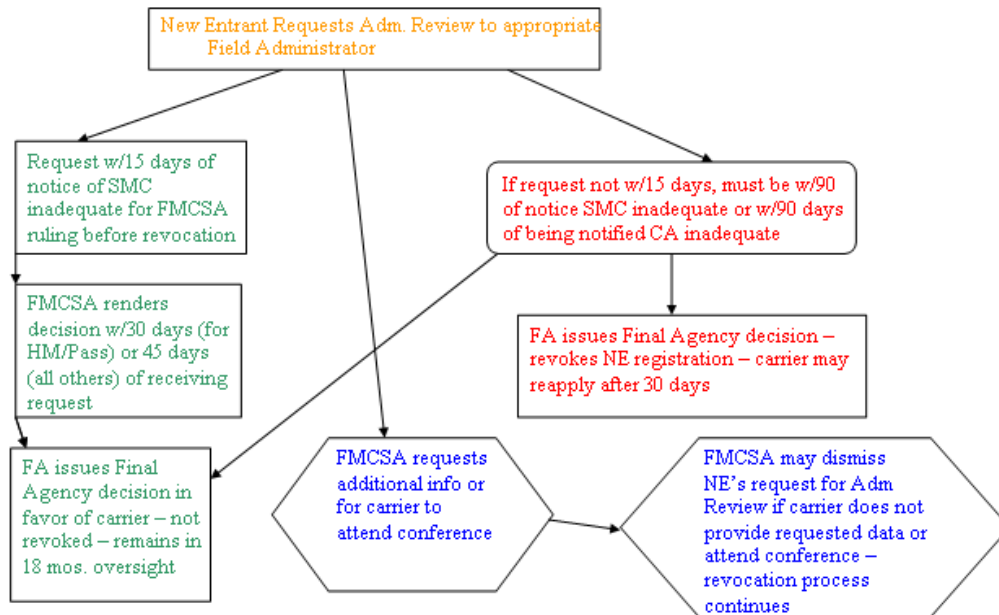 New Entrant Requests Adm. Review to appropriate
Field Administrator
Request w/15 days of
notice of SMC
inadequate for FMCSA
ruling before revocation
If request not w/15 days, must be w/90
of notice SMC inadequate or w/90 days
of being notified CA inadequate
FMCSA renders
decision w/30 days (for
HM/Pass) or 45 days
(all others) of receiving
request
FA issues Final Agency decision –
revokes NE registration – carrier may
reapply after 30 days
FA issues Final
Agency decision in
favor of carrier – not
revoked – remains in
18 mos. oversight
FMCSA requests
additional info or
for carrier to
attend conference
FMCSA may dismiss
NE's request for Adm
Review if carrier does not
provide requested data or
attend conference –
revocation process
continues